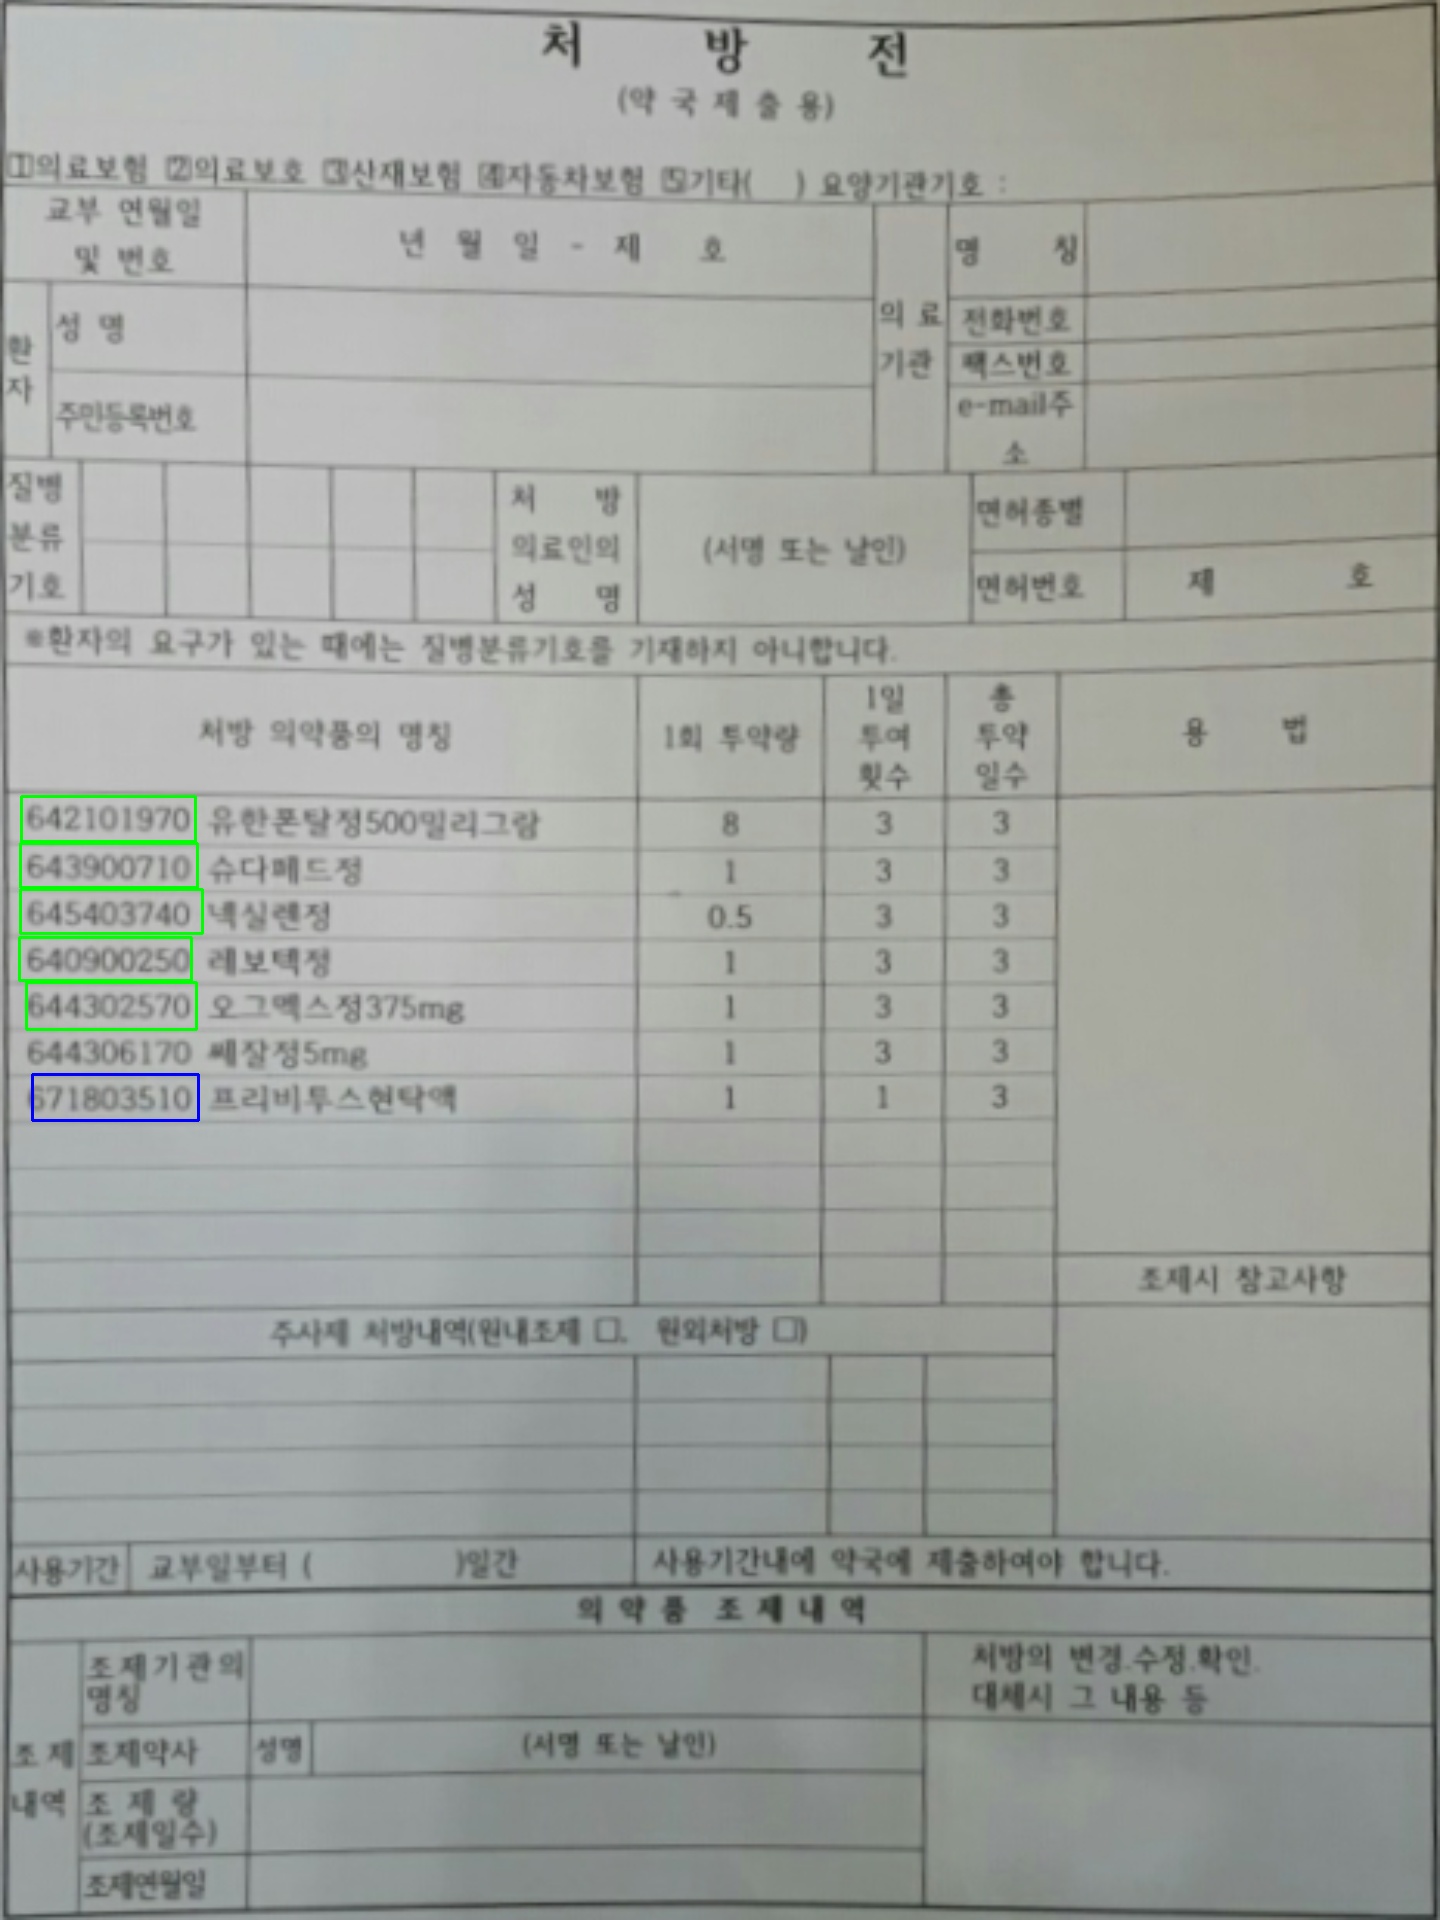 처 방 전
(약 국 제 출 용)
1의료보험 2의료보호 3산재보험 4자동차보험 5기타( ) 요양기관기호 :
교부 연월일 및 번호
년 월 일 - 제 호
의 료 기관
명 칭
전화번호
팩스번호
e-mail주소
환자
성 명
주민등록번호
질병 분류 기호
처 방 의료인의 성 명
(서명 또는 날인)
면허종별
면허번호
제 호
※환자의 요구가 있는 때에는 질병분류기호를 기재하지 아니합니다.
처방 의약품의 명칭 1회 투약량 1일 투여 횟수 총 투약 일수 용 법
642101970 유한폰탈정500밀리그람 8 3 3
643900710 슈다페드정 1 3 3
645403740 넥실렌정 0.5 3 3
640900250 레보텍정 1 3 3
644302570 오그멕스정375mg 1 3 3
644306170 쎄잘정5mg 1 3 3
671803510 프리비투스현탁액 1 1 3
조제시 참고사항
주사제 처방내역(원내조제 □, 원외처방 □)
사용기간 교부일부터 ( )일간 사용기간내에 약국에 제출하여야 합니다.
의 약 품 조 제 내 역
조 제 내역
조제기관의 명칭
처방의 변경.수정.확인.
대체시 그 내용 등
조제약사 성명 (서명 또는 날인)
조 제 량
(조제일수)
조제연월일